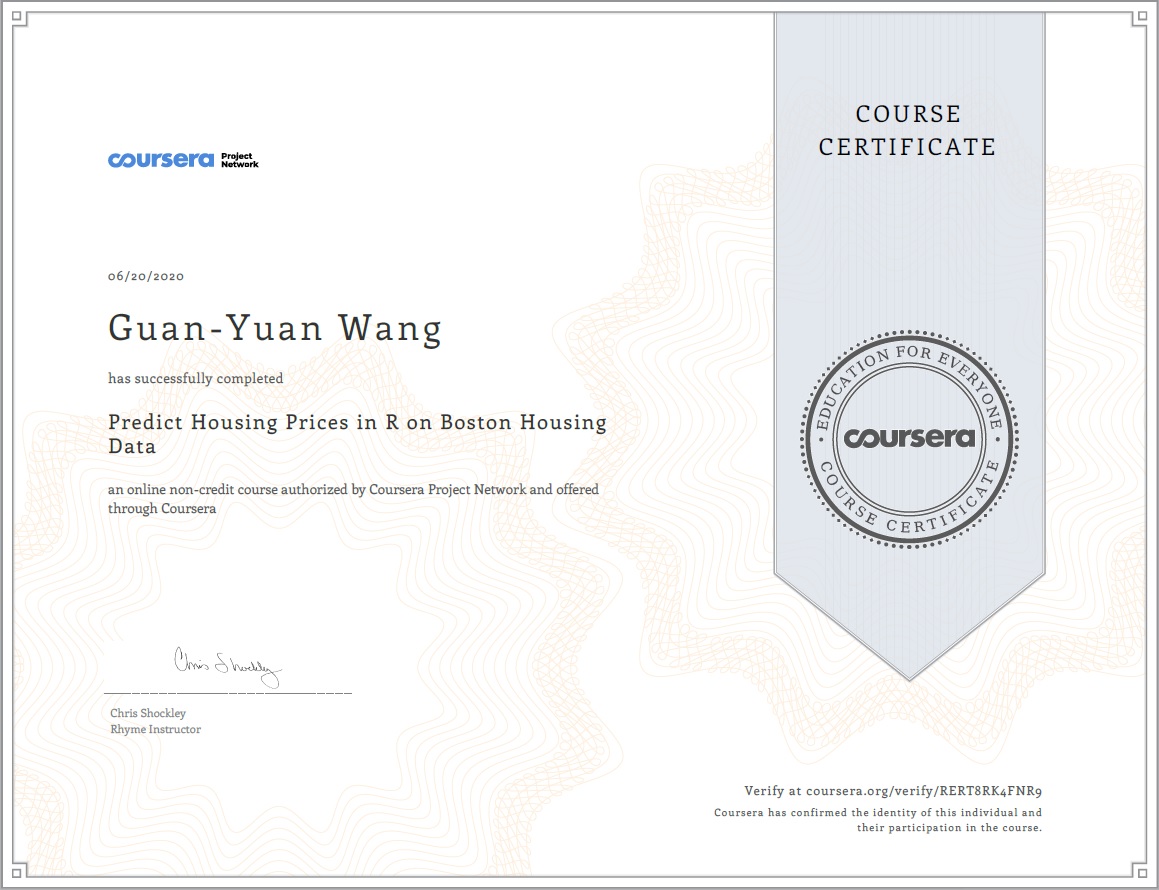 COURSE
CERTIFICATE
coursera Project
Network
06/20/2020
Guan-Yuan Wang
has successfully completed
Predict Housing Prices in R on Boston Housing
Data
an online non-credit course authorized by Coursera Project Network and offered
through Coursera
EDUCATION FOR EVERYONE
coursera
COURSE CERTIFICATE
Chris Shockley
Chris Shockley
Rhyme Instructor
Verify at coursera.org/verify/RERT8RK4FNR9
Coursera has confirmed the identity of this individual and
their participation in the course.